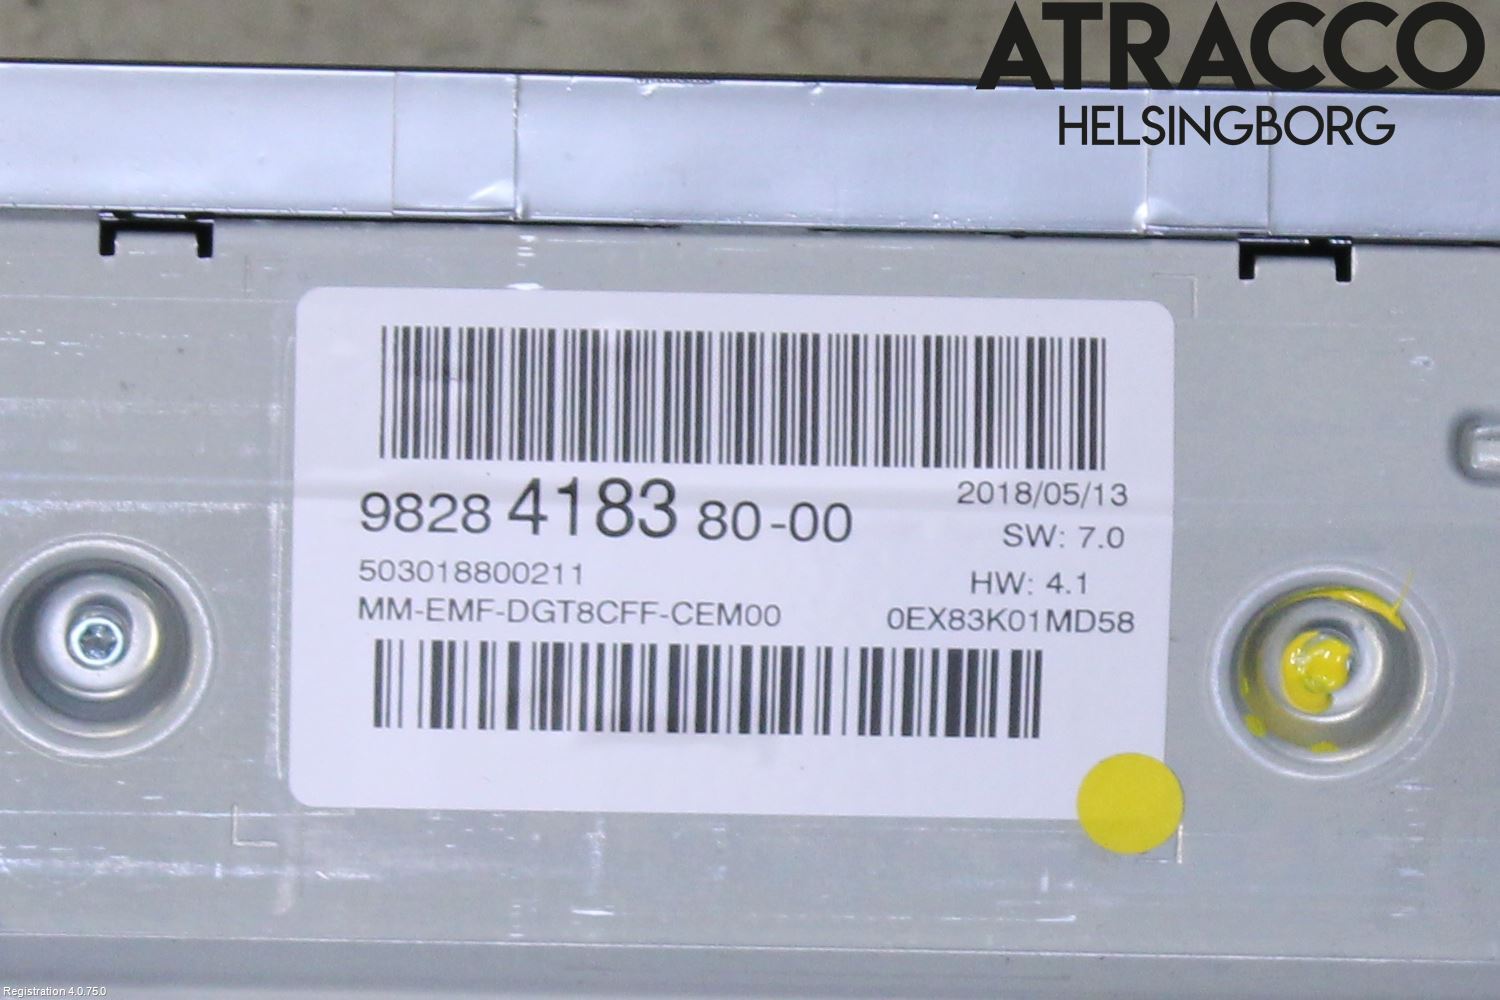 ATRACCO
HELSINGBORG
9828 4183 80-00
2018/05/13
SW: 7.0
503018800211
HW: 4.1
MM-EMF-DGT8CFF-CEM00
0EX83K01MD58
Registration 4.0.75.0